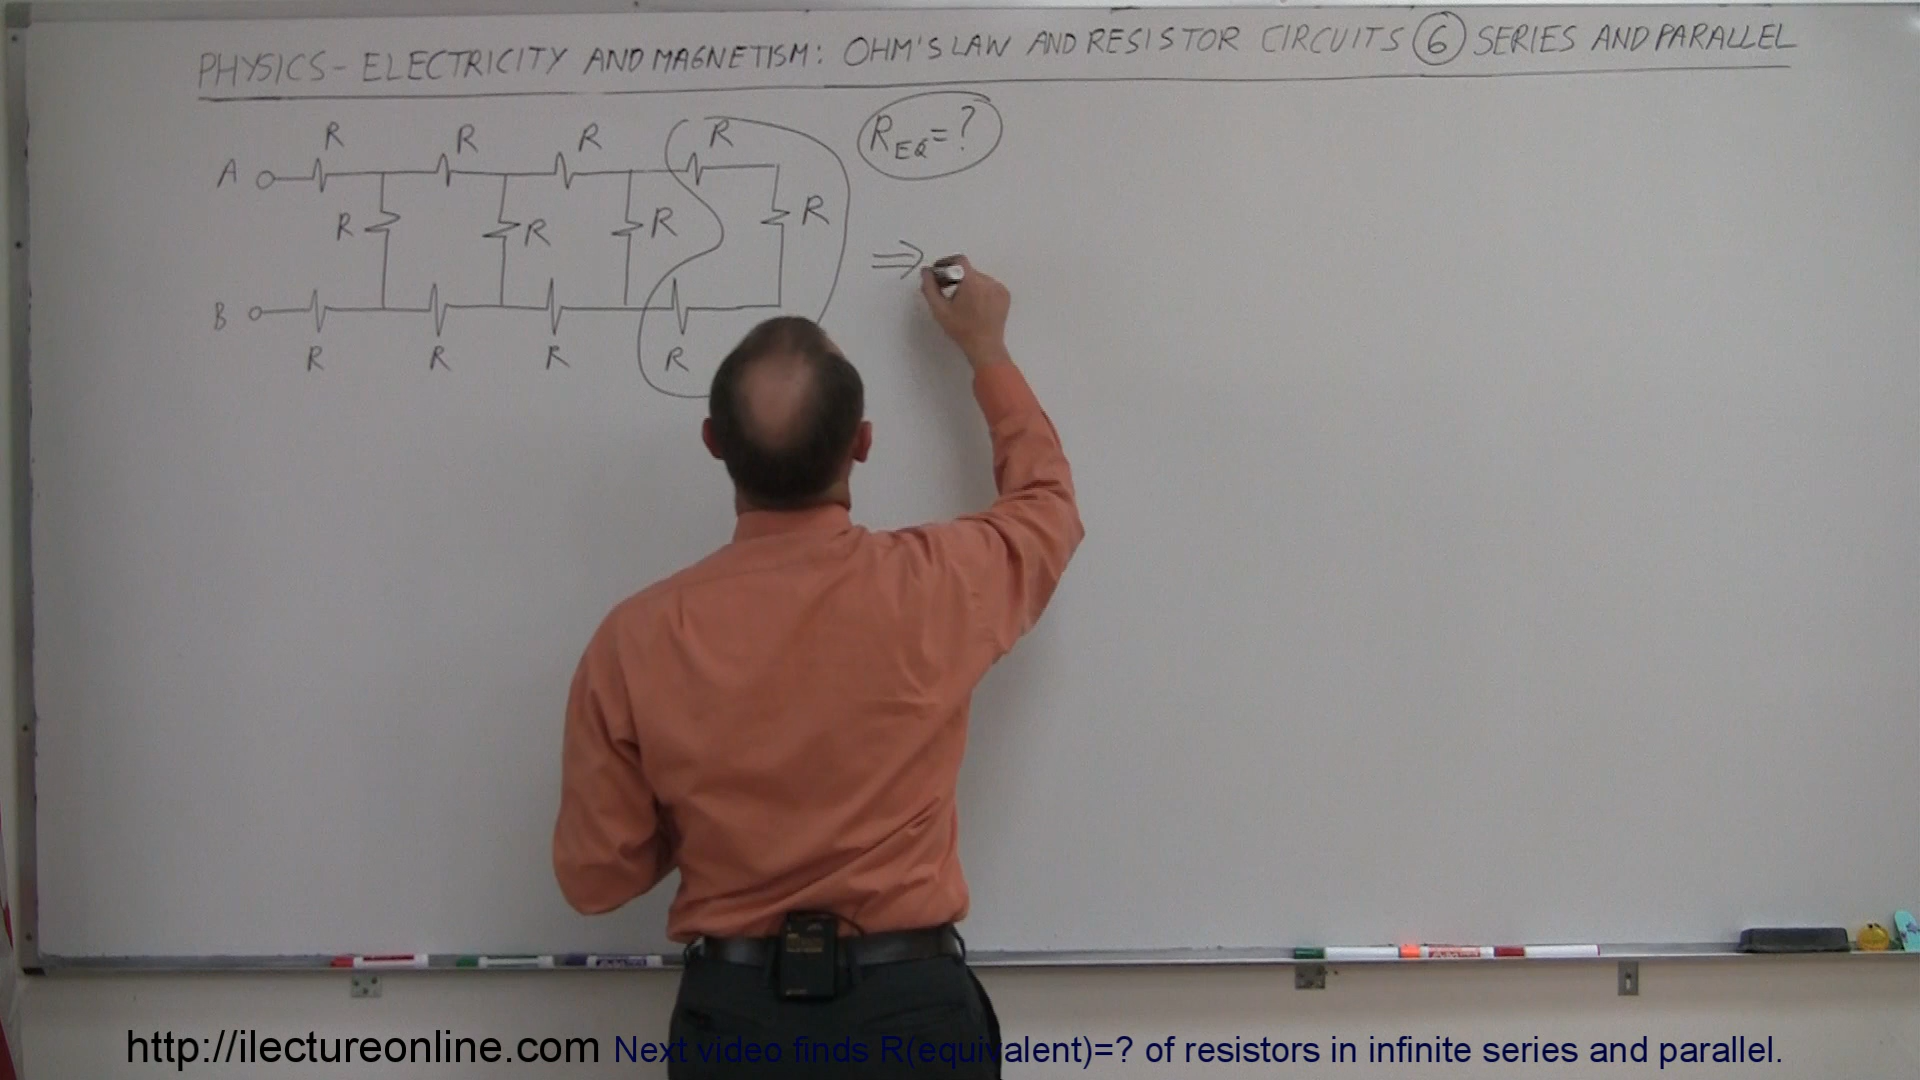 PHYSICS - ELECTRICITY AND MAGNETISM: OHM'S LAW AND RESISTOR CIRCUITS 6 SERIES AND PARALLEL
R R R R
REQ=?
A
R R R R
⇒
B
R R R R
http://ilectureonline.com Next video finds R(equivalent)=? of resistors in infinite series and parallel.